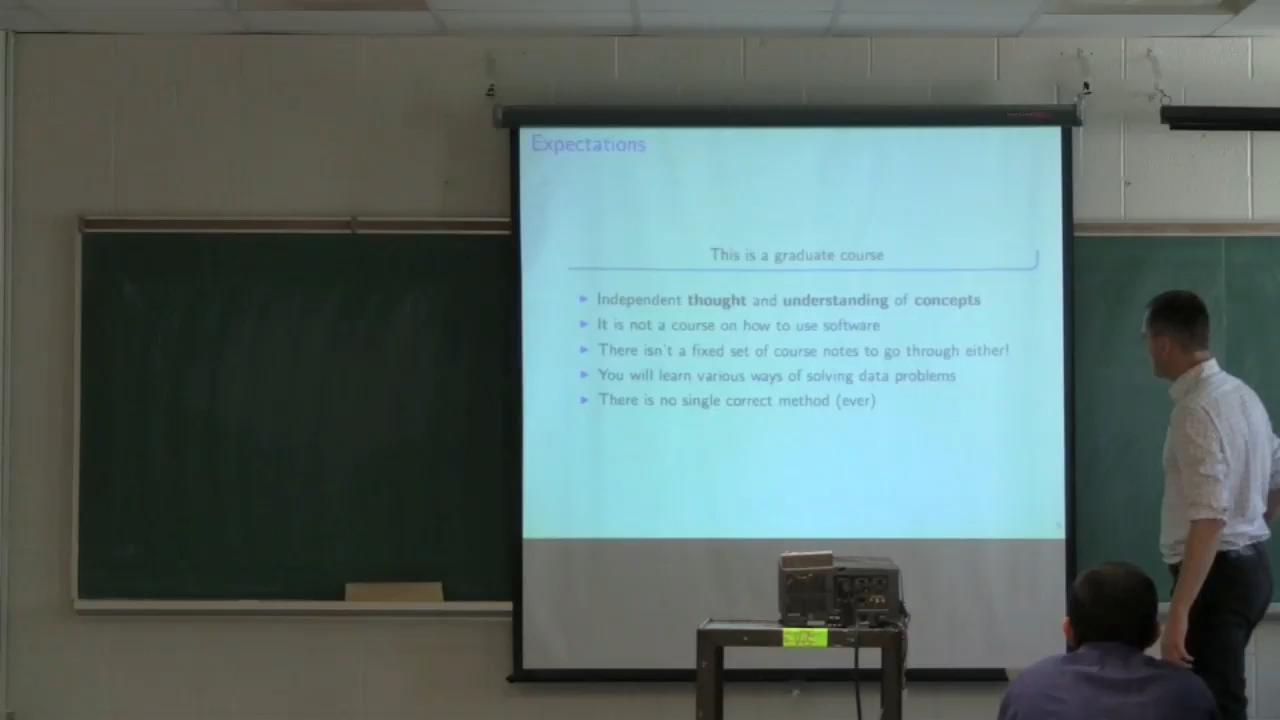 Expectations
This is a graduate course
Independent thought and understanding of concepts
It is not a course on how to use software
There isn't a fixed set of course notes to go through either!
You will learn various ways of solving data problems
There is no single correct method (ever)